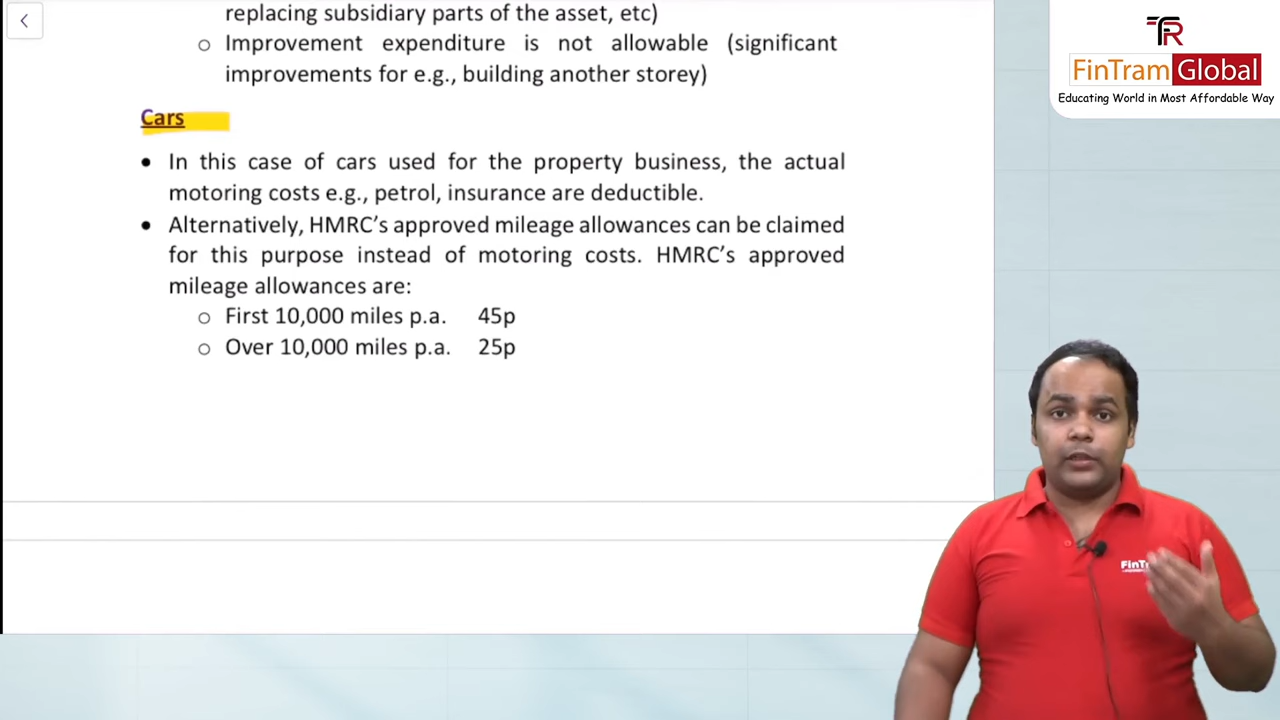 replacing subsidiary parts of the asset, etc)
o Improvement expenditure is not allowable (significant
improvements for e.g., building another storey)
Cars
• In this case of cars used for the property business, the actual
motoring costs e.g., petrol, insurance are deductible.
• Alternatively, HMRC’s approved mileage allowances can be claimed
for this purpose instead of motoring costs. HMRC’s approved
mileage allowances are:
o First 10,000 miles p.a. 45p
o Over 10,000 miles p.a. 25p
FinTram Global
Educating World in Most Affordable Way